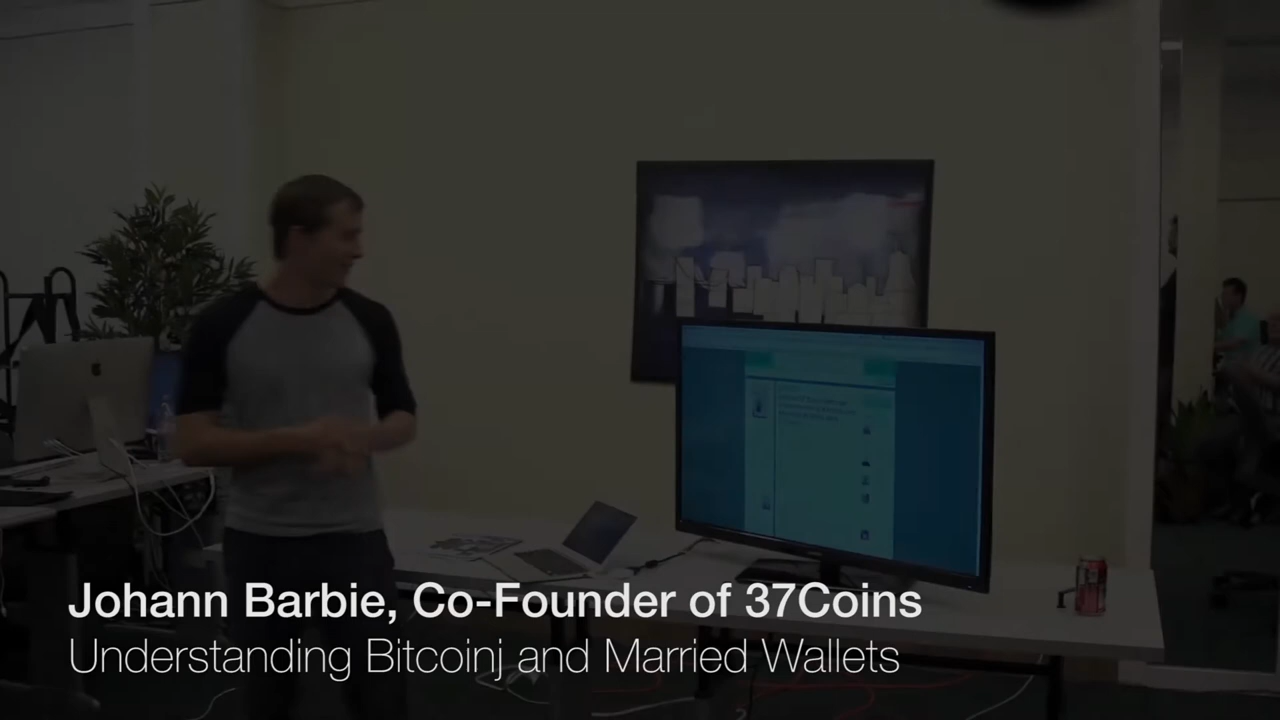 Johann Barbie, Co-Founder of 37Coins
Understanding Bitcoinj and Married Wallets